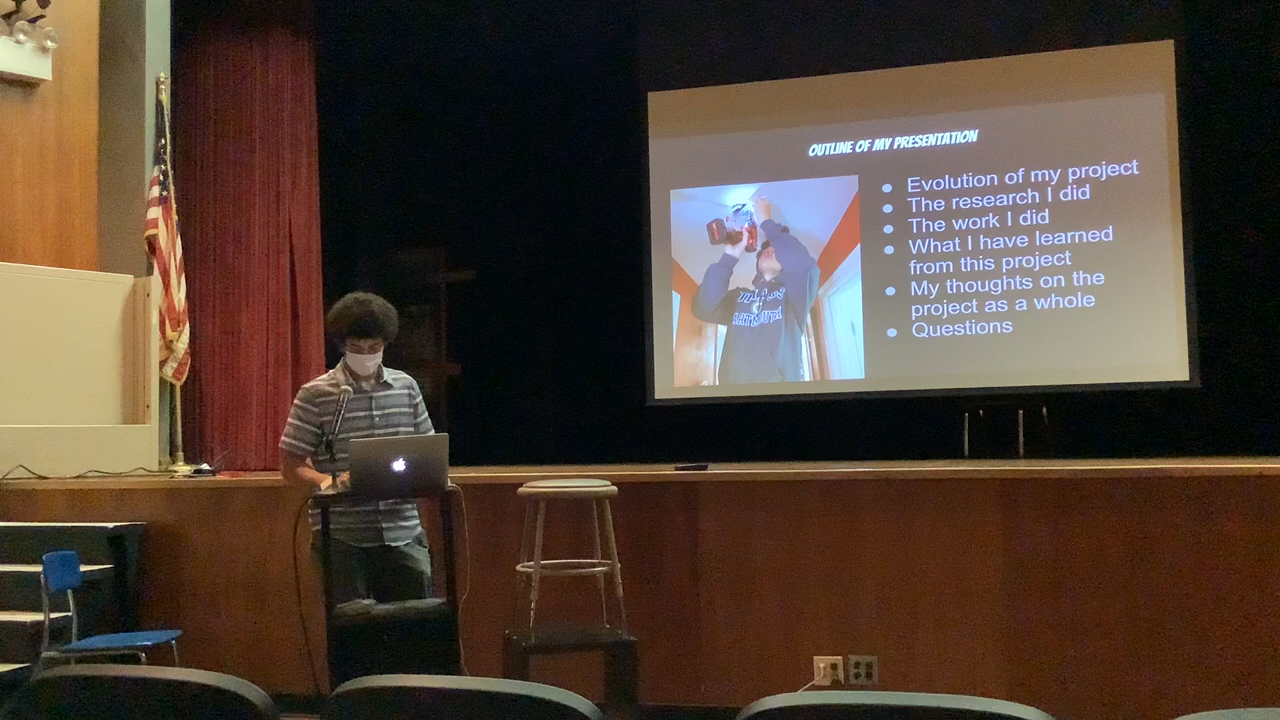 OUTLINE OF MY PRESENTATION
Evolution of my project
The research I did
The work I did
What I have learned
from this project
My thoughts on the
project as a whole
Questions